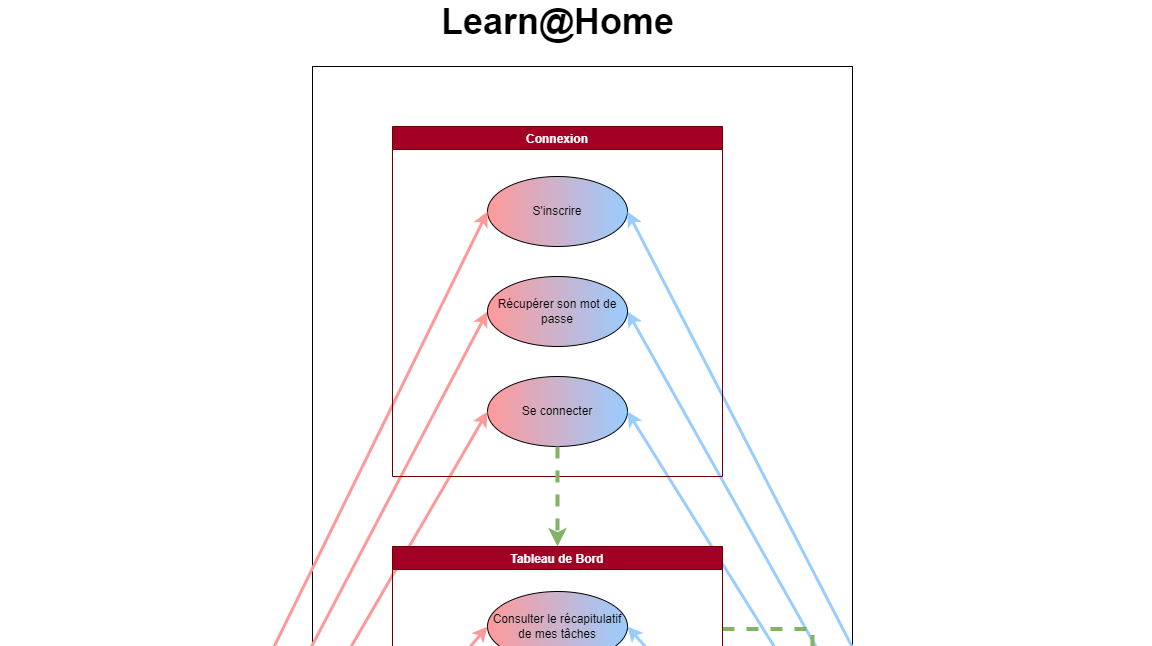 Learn@Home
Connexion
S'inscrire
Récupérer son mot de
passe
Se connecter
Tableau de Bord
Consulter le récapitulatif
de mes tâches